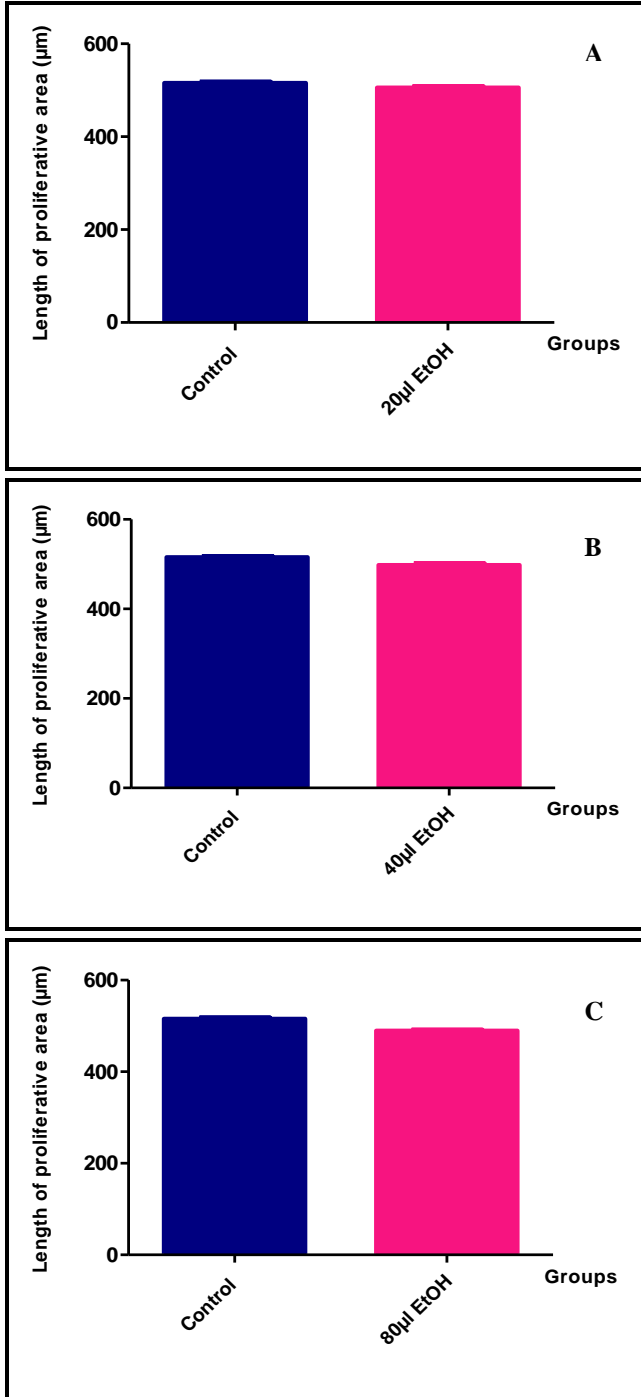 A
Length of proliferative area (µm)
600
400
200
0
Control
20µl EtOH
Groups
B
Length of proliferative area (µm)
600
400
200
0
Control
40µl EtOH
Groups
C
Length of proliferative area (µm)
600
400
200
0
Control
80µl EtOH
Groups